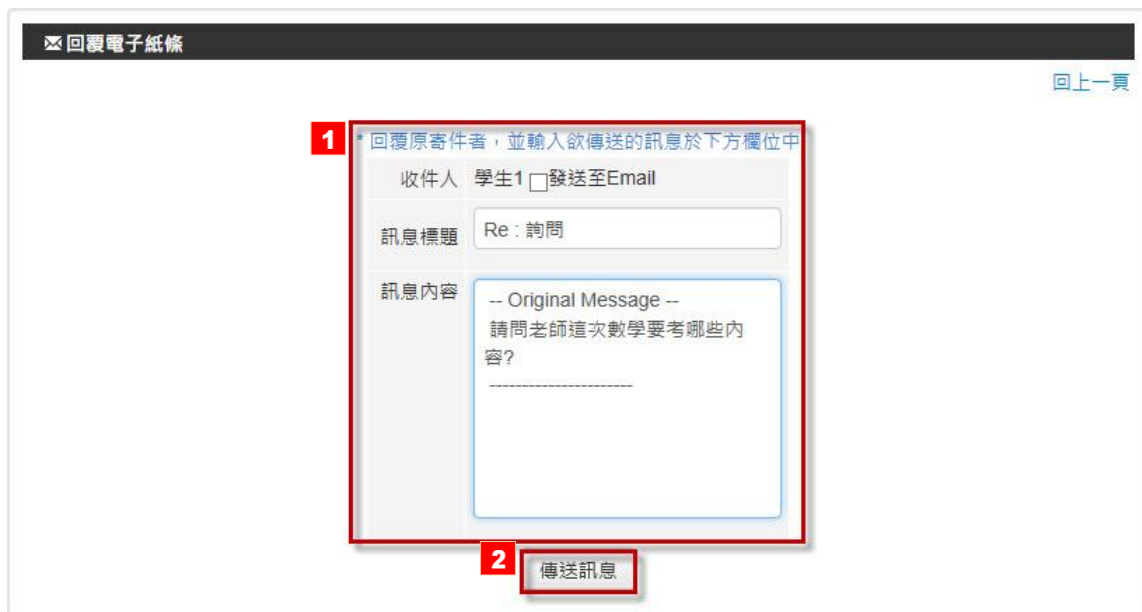 回覆電子紙條
回上一頁
1
* 回覆原寄件者，並輸入欲傳送的訊息於下方欄位中
收件人 學生1 發送至Email
訊息標題 Re : 詢問
訊息內容 -- Original Message --
請問老師這次數學要考哪些內
容?
----------------------
2
傳送訊息